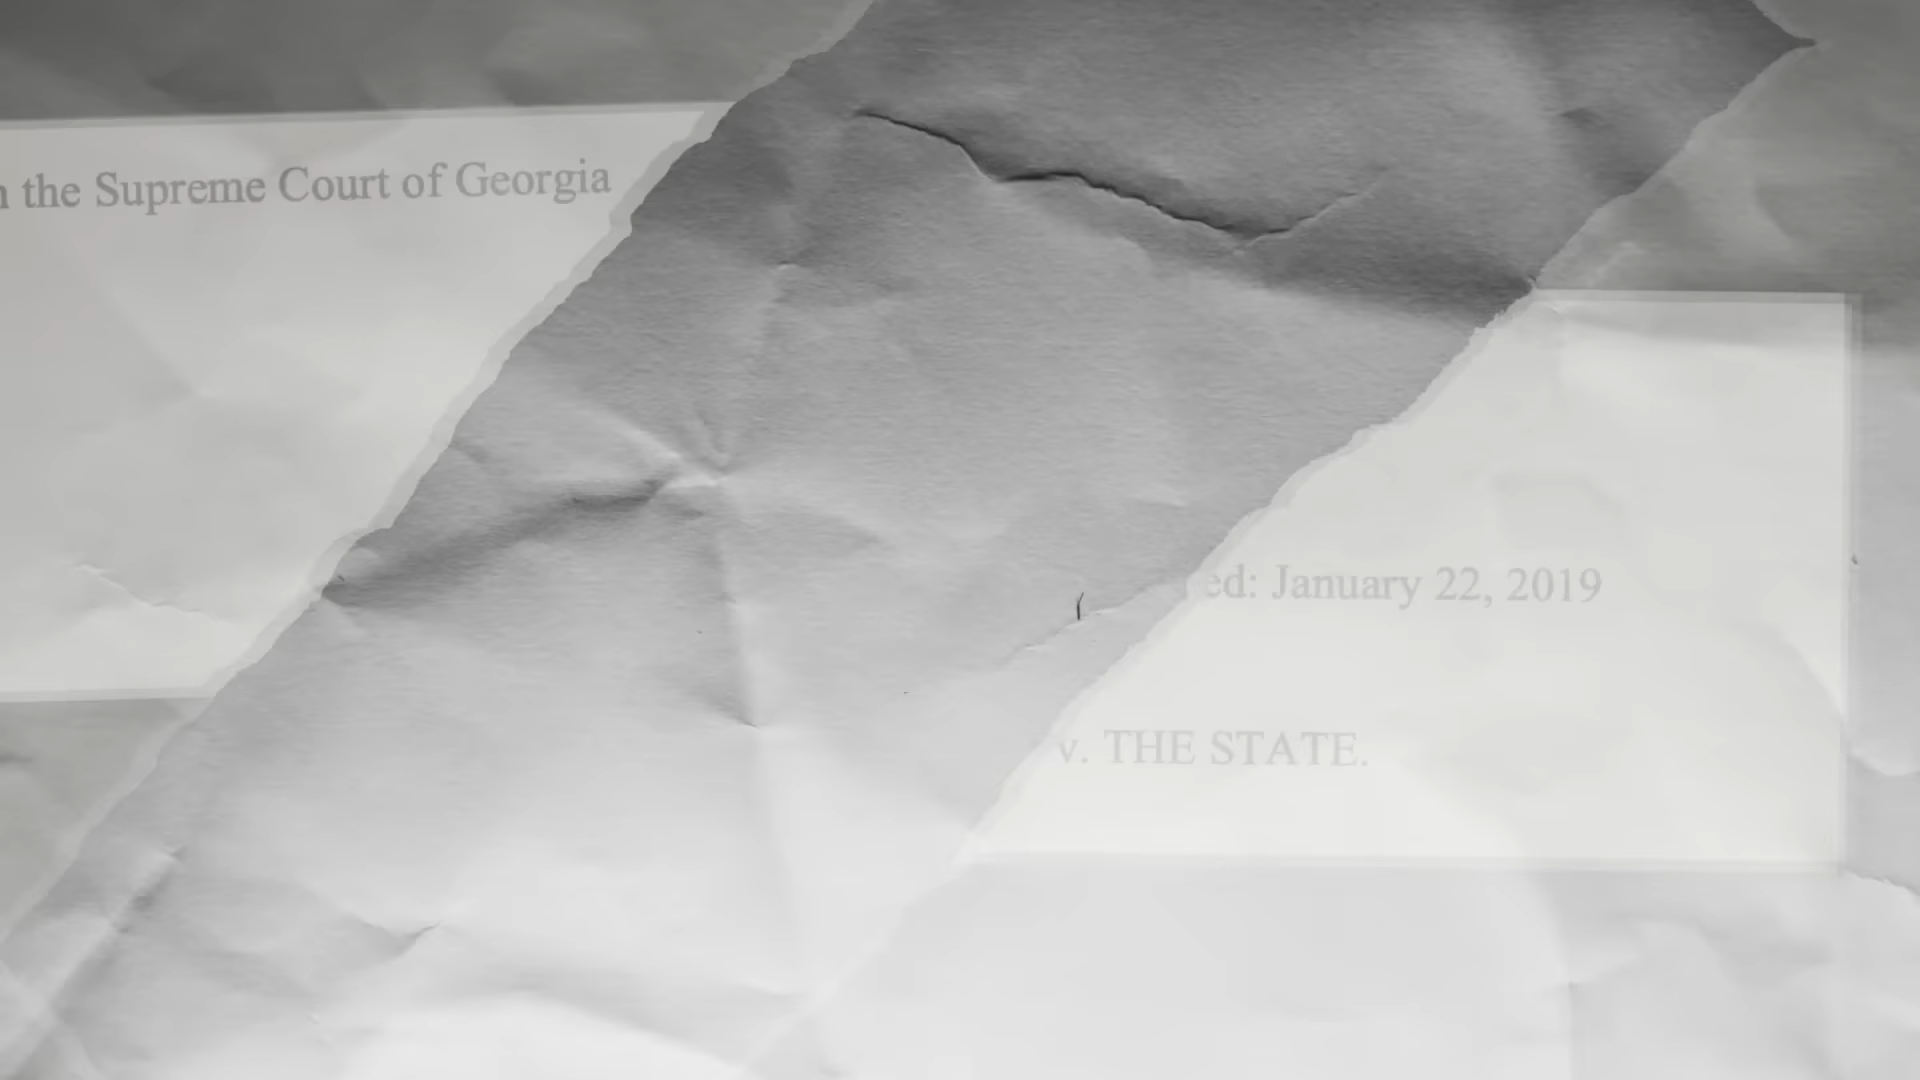 the Supreme Court of Georgia
ed: January 22, 2019
v. THE STATE.